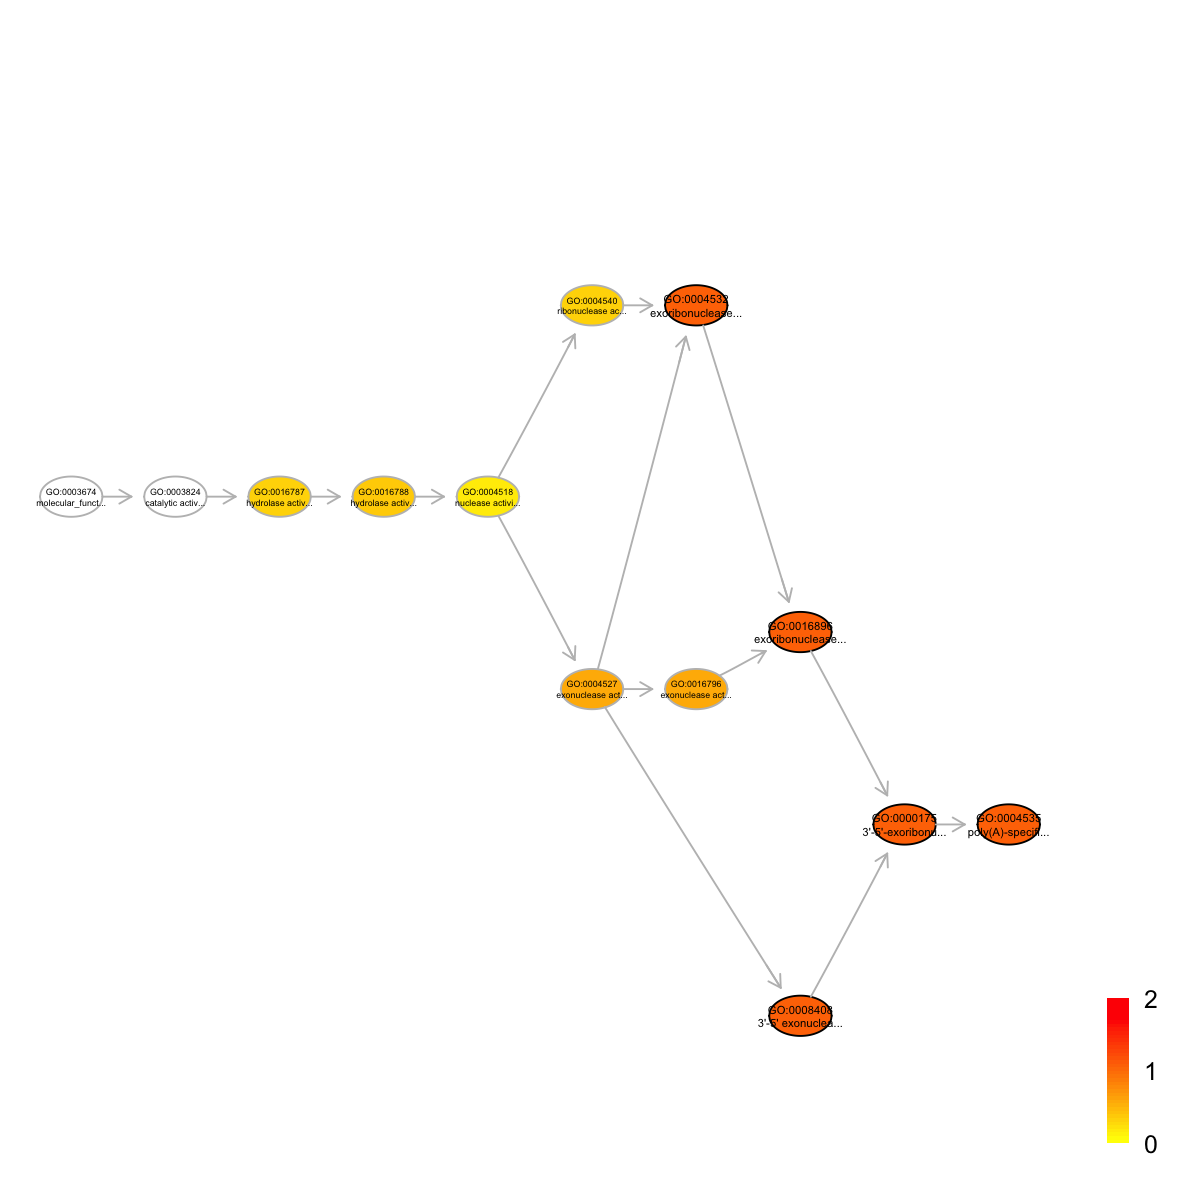 GO:0004540
ribonuclease ac...
GO:0004532
exoribonuclease...
GO:0003674
molecular_funct...
GO:0003824
catalytic activ...
GO:0016787
hydrolase activ...
GO:0016788
hydrolase activ...
GO:0004518
nuclease activi...
GO:0016896
exoribonuclease...
GO:0004527
exonuclease act...
GO:0016796
exonuclease act...
GO:0000175
3'-5'-exoribonu...
GO:0004535
poly(A)-specifi...
GO:0008408
3'-5' exonuclea...
2
1
0